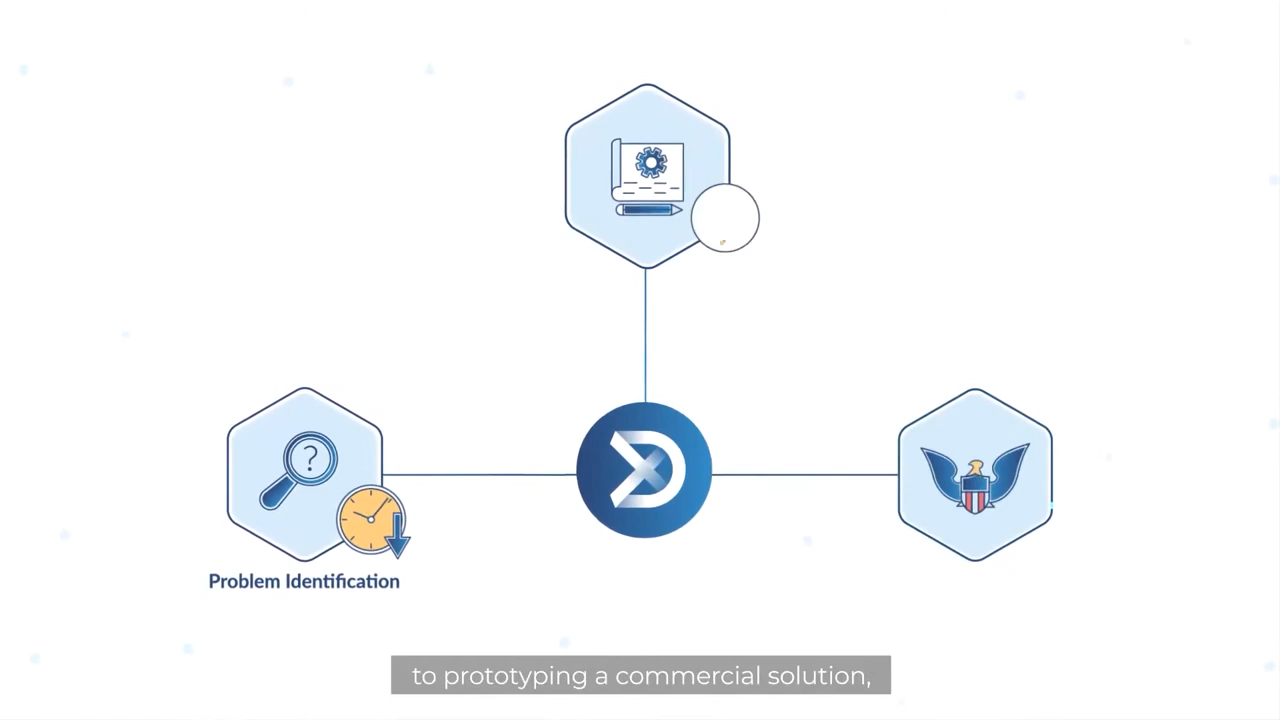 ?
Problem Identification
to prototyping a commercial solution,